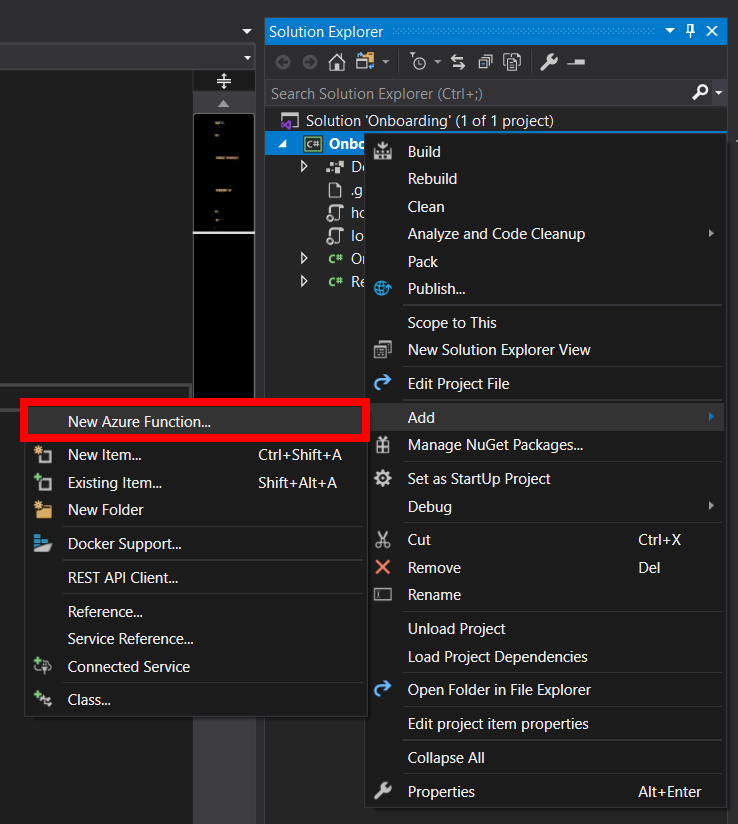 Solution Explorer
Search Solution Explorer (Ctrl+;)
Solution 'Onboarding' (1 of 1 project)
C# Onbo
De
.g
ho
lo
C# O
C# Re
Build
Rebuild
Clean
Analyze and Code Cleanup
Pack
Publish...
Scope to This
New Solution Explorer View
Edit Project File
Add
Manage NuGet Packages...
Set as StartUp Project
Debug
Cut Ctrl+X
Remove Del
Rename
Unload Project
Load Project Dependencies
Open Folder in File Explorer
Edit project item properties
Collapse All
Properties Alt+Enter
New Azure Function...
New Item... Ctrl+Shift+A
Existing Item... Shift+Alt+A
New Folder
Docker Support...
REST API Client...
Reference...
Service Reference...
Connected Service
Class...